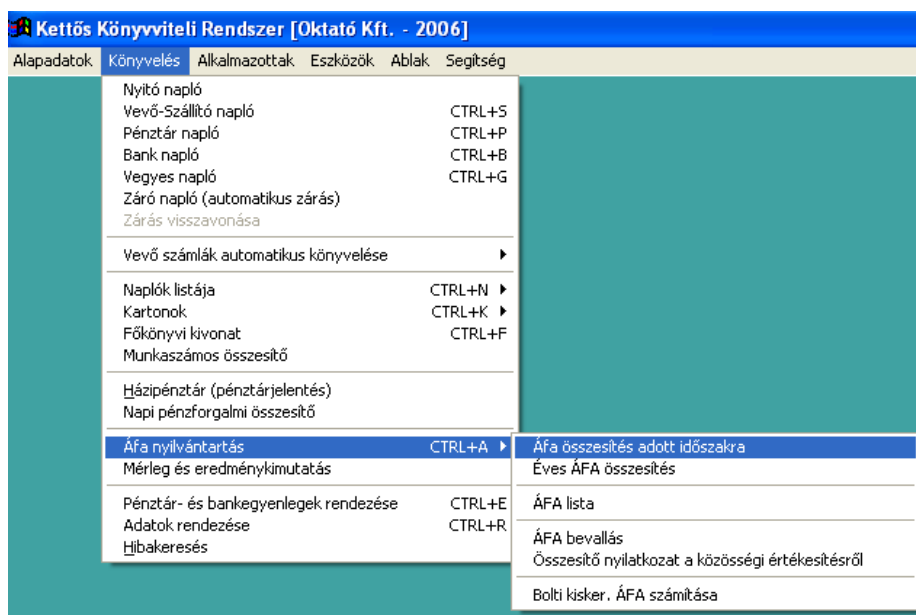 Kettős Könyvviteli Rendszer [Oktató Kft. - 2006]
Alapadatok Könyvelés Alkalmazottak Eszközök Ablak Segítség
Nyitó napló
Vevő-Szállító napló CTRL+S
Pénztár napló CTRL+P
Bank napló CTRL+B
Vegyes napló CTRL+G
Záró napló (automatikus zárás)
Zárás visszavonása
Vevő számlák automatikus könyvelése
Naplók listája CTRL+N
Kartonok CTRL+K
Főkönyvi kivonat CTRL+F
Munkaszámos összesítő
Házipénztár (pénztárjelentés)
Napi pénzforgalmi összesítő
Áfa nyilvántartás CTRL+A
Mérleg és eredménykimutatás
Pénztár- és bankegyenlegek rendezése CTRL+E
Adatok rendezése CTRL+R
Hibakeresés
Áfa összesítés adott időszakra
Éves ÁFA összesítés
ÁFA lista
ÁFA bevallás
Összesítő nyilatkozat a közösségi értékesítésről
Bolti kisker. ÁFA számítása